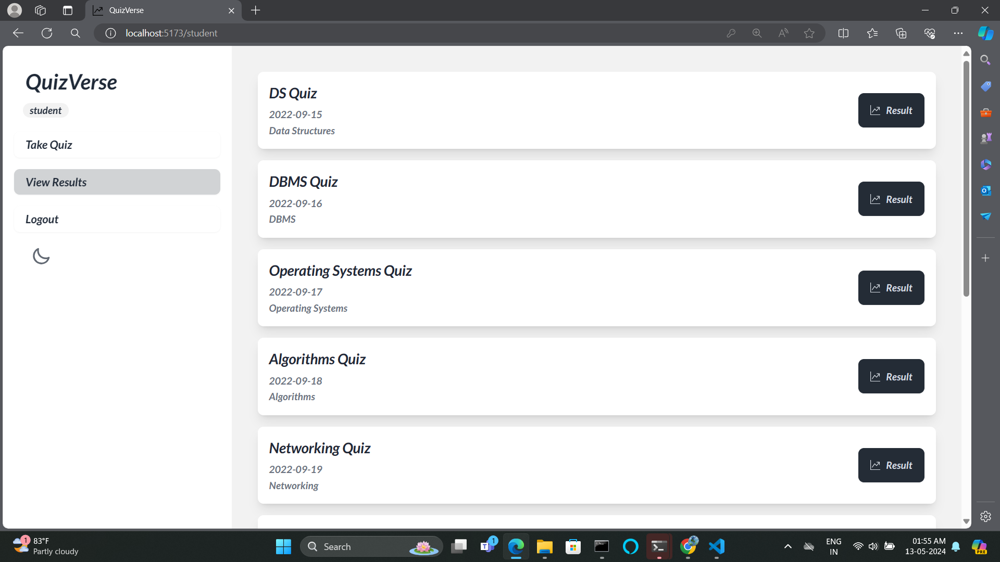 QuizVerse
localhost:5173/student
QuizVerse
student
Take Quiz
View Results
Logout
DS Quiz
2022-09-15
Data Structures
Result
DBMS Quiz
2022-09-16
DBMS
Result
Operating Systems Quiz
2022-09-17
Operating Systems
Result
Algorithms Quiz
2022-09-18
Algorithms
Result
Networking Quiz
2022-09-19
Networking
Result
1
83°F
Partly cloudy
Search
1
ENG
IN
01:55 AM
13-05-2024
PRE